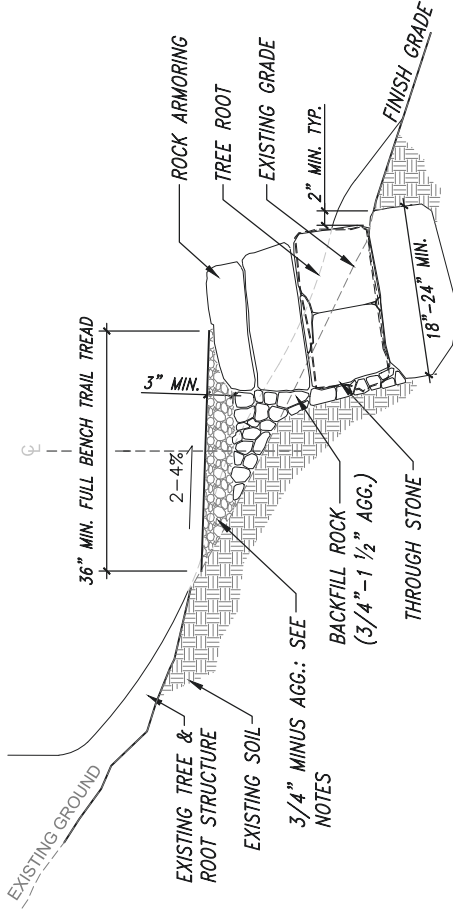 EXISTING GROUND
EXISTING TREE &
ROOT STRUCTURE
EXISTING SOIL
3/4" MINUS AGG.: SEE
NOTES
BACKFILL ROCK
(3/4"-1 1/2" AGG.)
THROUGH STONE
36" MIN. FULL BENCH TRAIL TREAD
CL
2-4%
3" MIN.
ROCK ARMORING
TREE ROOT
EXISTING GRADE
2" MIN. TYP.
18"-24" MIN.
FINISH GRADE